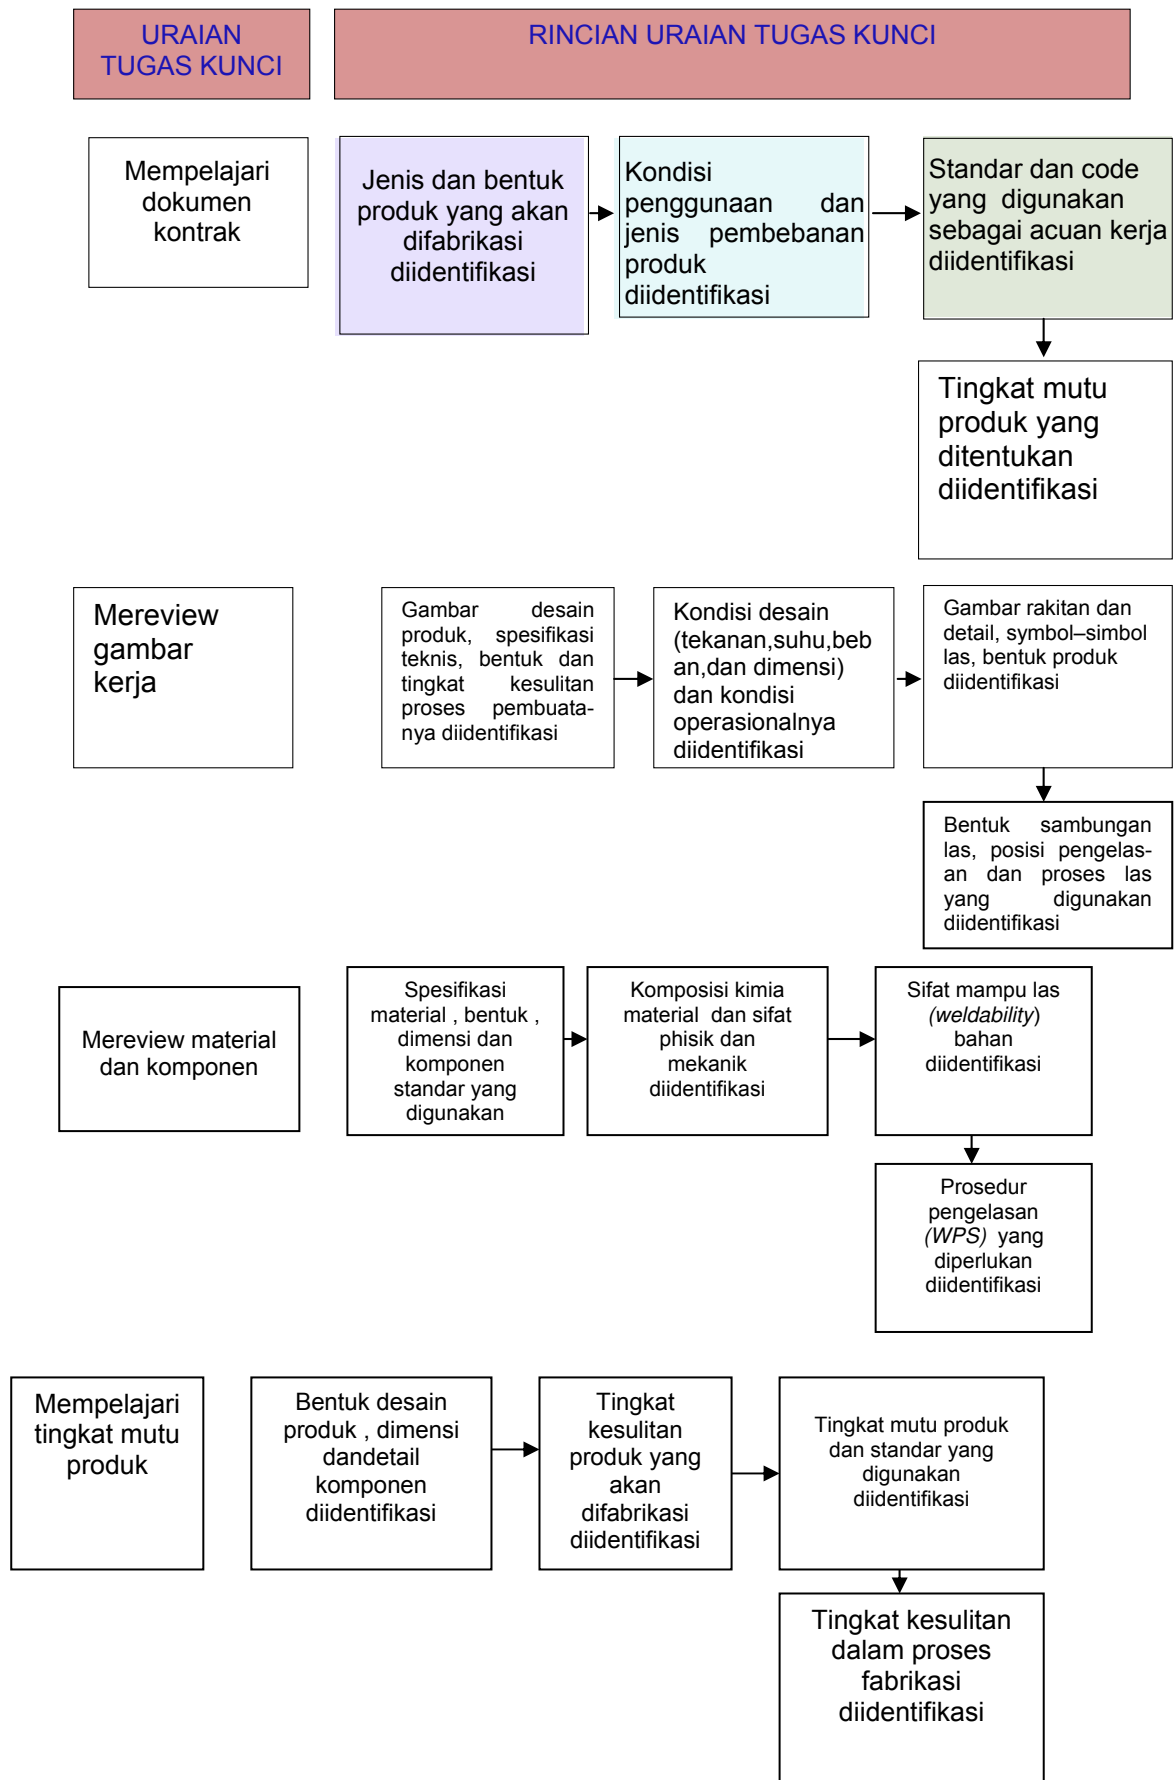 URAIAN
TUGAS KUNCI
RINCIAN URAIAN TUGAS KUNCI
Mempelajari
dokumen
kontrak
Jenis dan bentuk
produk yang akan
difabrikasi
diidentifikasi
Kondisi
penggunaan dan
jenis pembebanan
produk
diidentifikasi
Standar dan code
yang digunakan
sebagai acuan kerja
diidentifikasi
Tingkat mutu
produk yang
ditentukan
diidentifikasi
Mereview
gambar
kerja
Gambar desain
produk, spesifikasi
teknis, bentuk dan
tingkat kesulitan
proses pembuata-
nya diidentifikasi
Kondisi desain
(tekanan,suhu,beb
an,dan dimensi)
dan kondisi
operasionalnya
diidentifikasi
Gambar rakitan dan
detail, symbol–simbol
las, bentuk produk
diidentifikasi
Bentuk sambungan
las, posisi pengelas-
an dan proses las
yang digunakan
diidentifikasi
Mereview material
dan komponen
Spesifikasi
material , bentuk ,
dimensi dan
komponen
standar yang
digunakan
Komposisi kimia
material dan sifat
phisik dan
mekanik
diidentifikasi
Sifat mampu las
(weldability)
bahan
diidentifikasi
Prosedur
pengelasan
(WPS) yang
diperlukan
diidentifikasi
Mempelajari
tingkat mutu
produk
Bentuk desain
produk , dimensi
dandetail
komponen
diidentifikasi
Tingkat
kesulitan
produk yang
akan
difabrikasi
diidentifikasi
Tingkat mutu produk
dan standar yang
digunakan
diidentifikasi
Tingkat kesulitan
dalam proses
fabrikasi
diidentifikasi